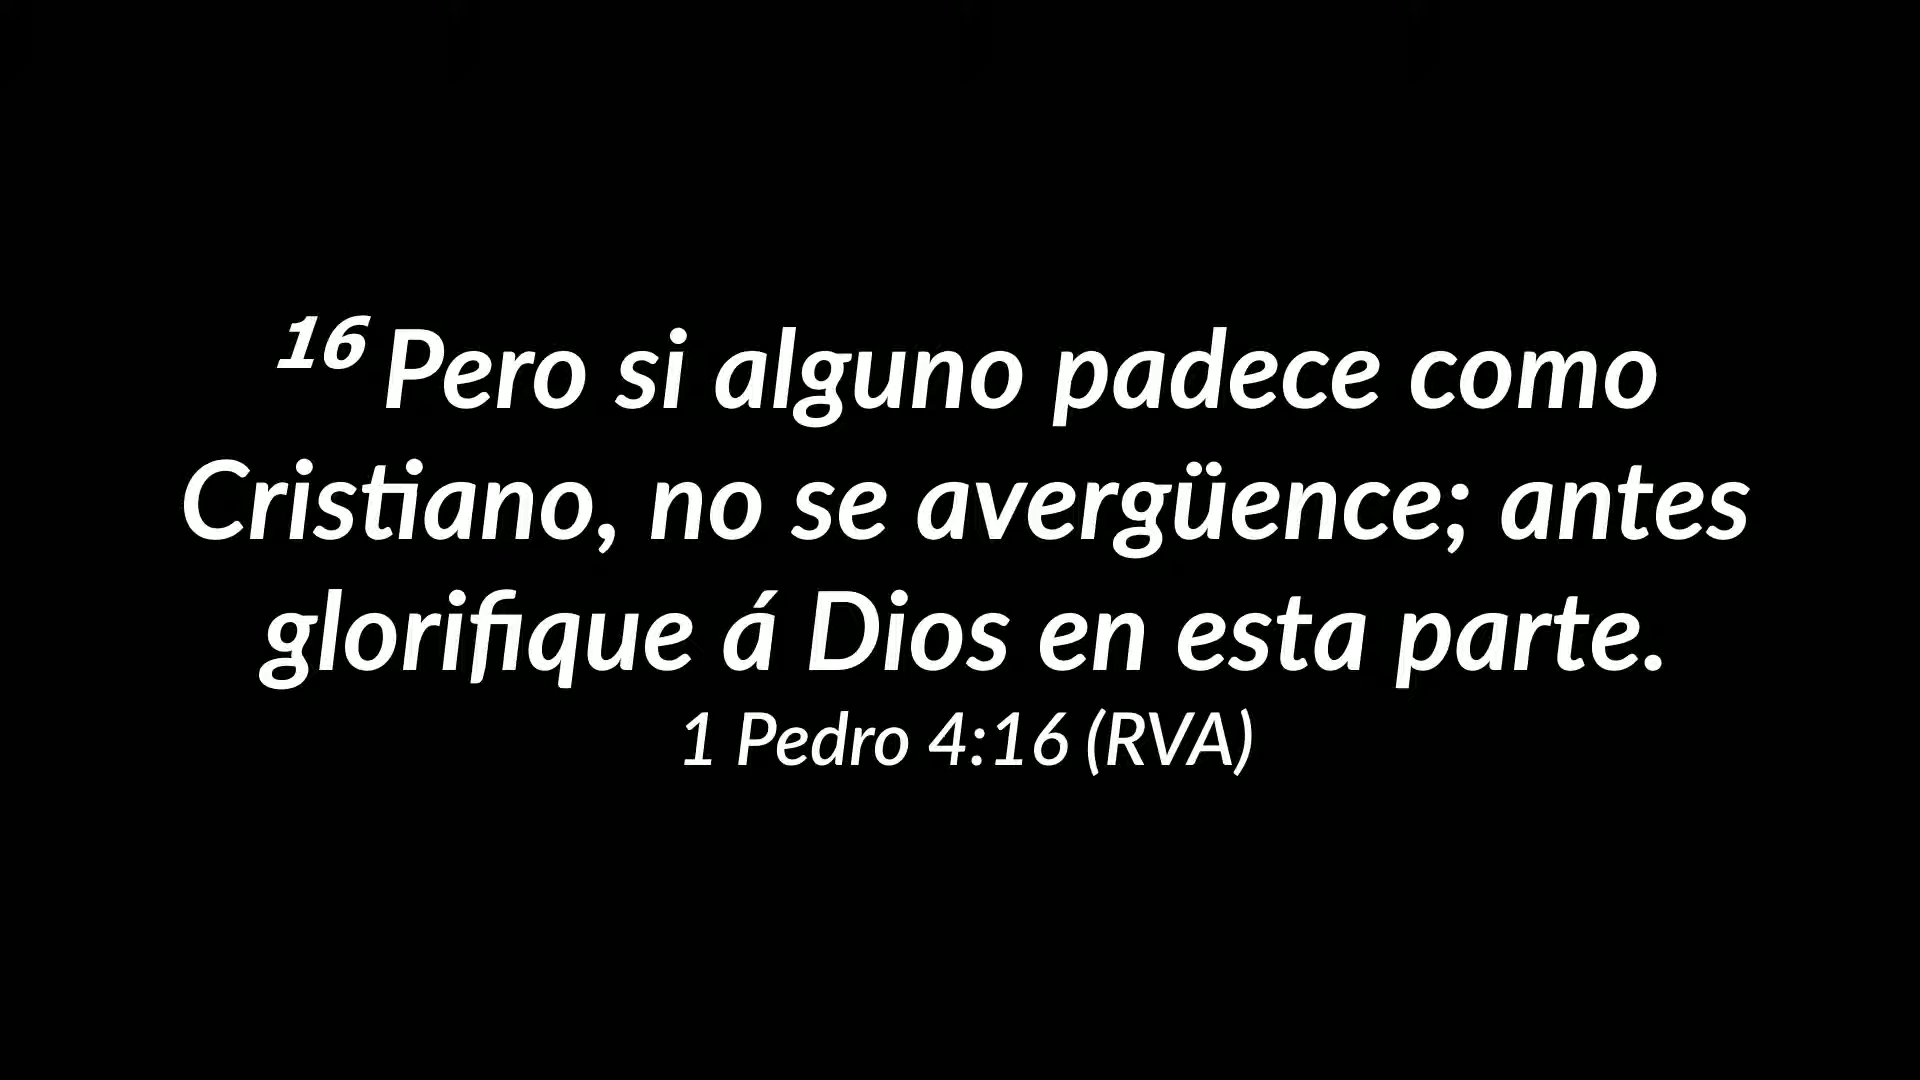 16 Pero si alguno padece como
Cristiano, no se avergüence; antes
glorifique á Dios en esta parte.
1 Pedro 4:16 (RVA)